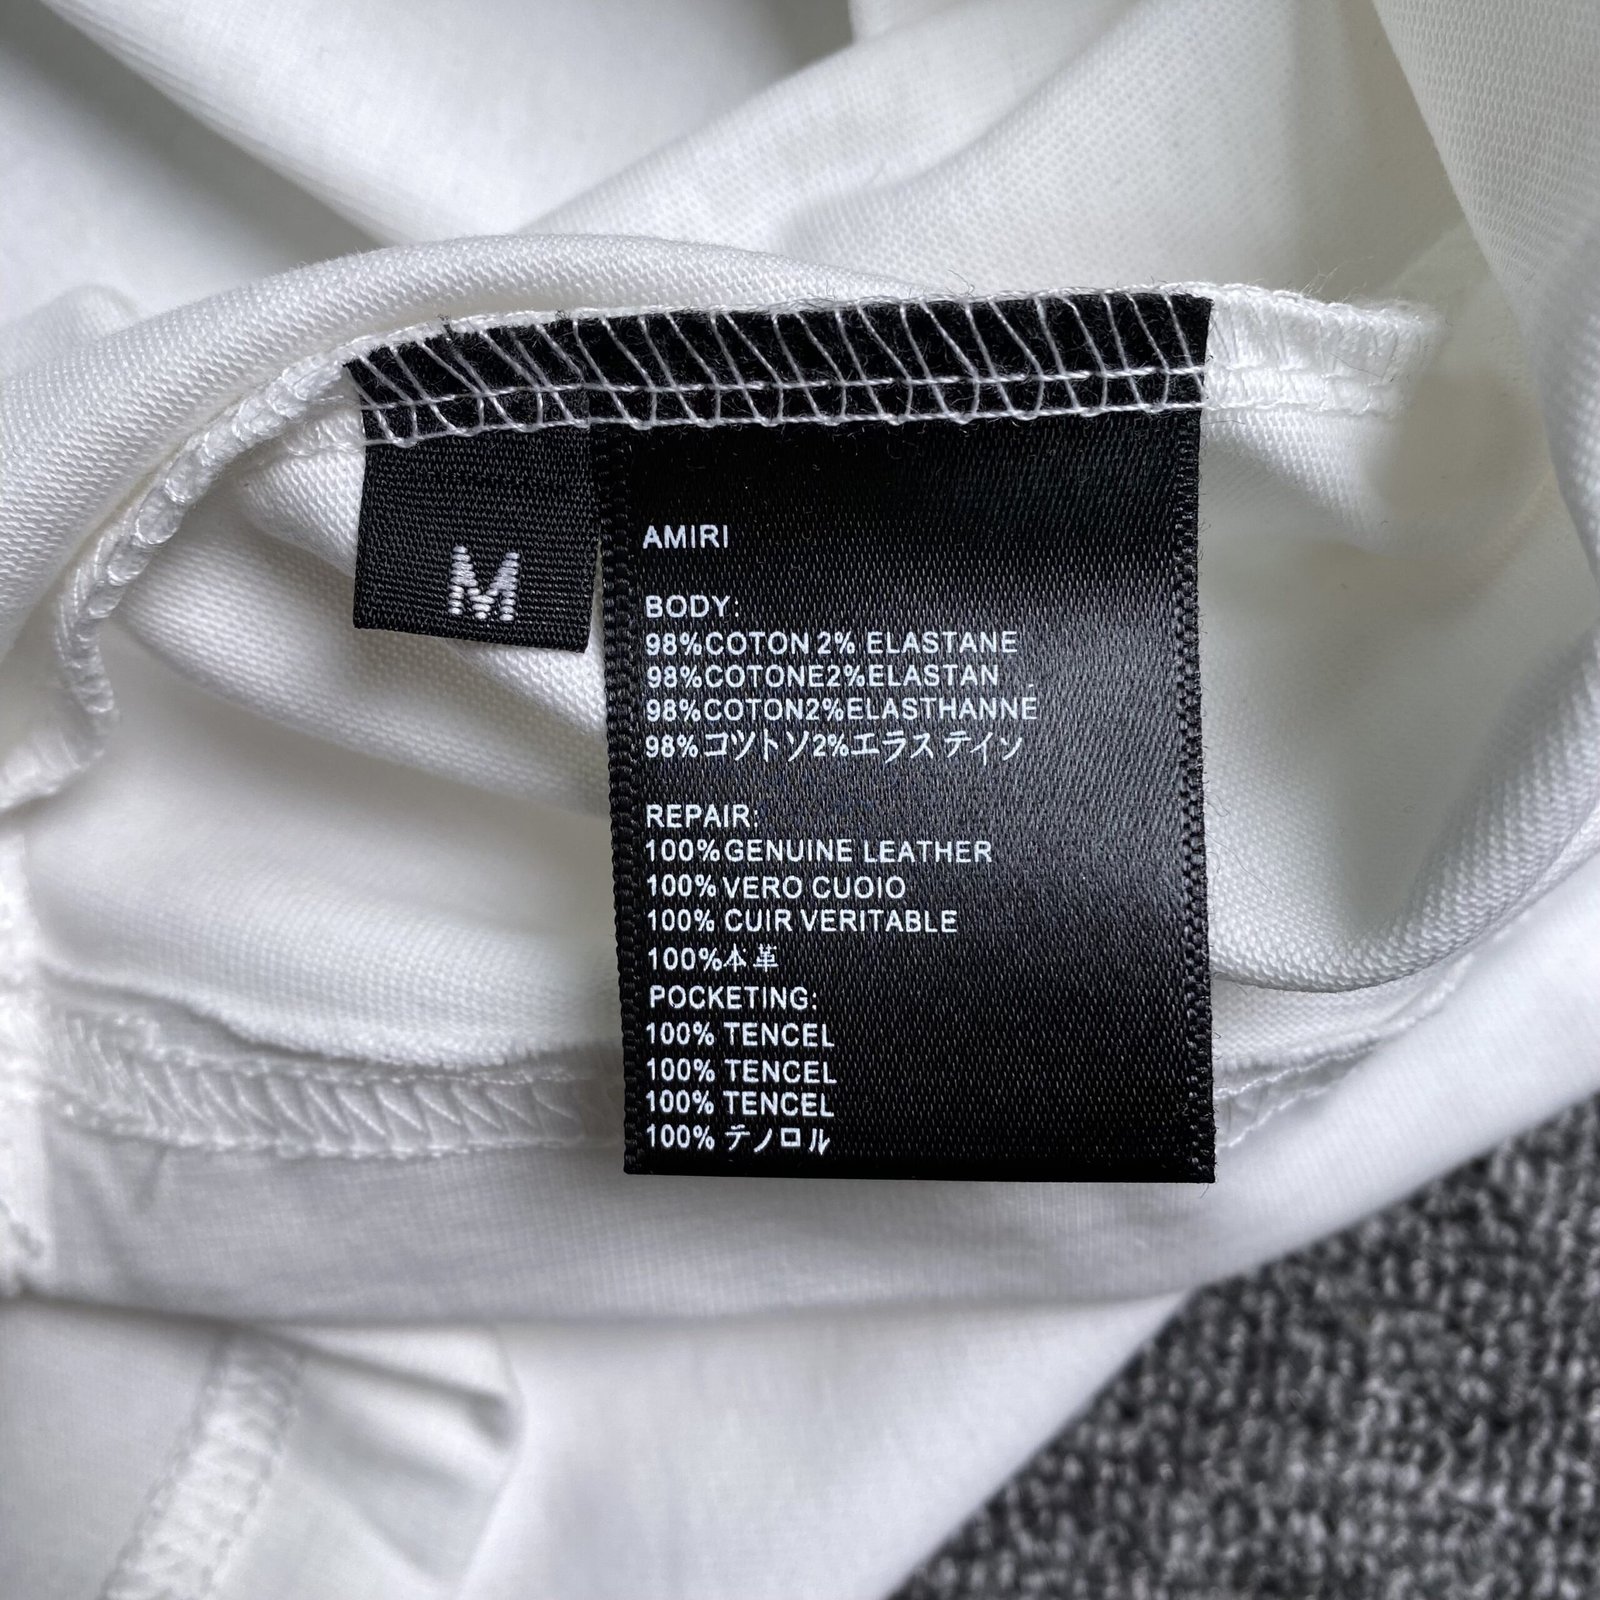 M
AMIRI
BODY:
98%COTON 2% ELASTANE
98%COTONE2%ELASTAN
98%COTON2%ELASTHANNE
98%コツトソ2%エラスティソ
REPAIR:
100%GENUINE LEATHER
100% VERO CUOIO
100% CUIR VERITABLE
100%本革
POCKETING:
100% TENCEL
100% TENCEL
100% TENCEL
100% テノロル